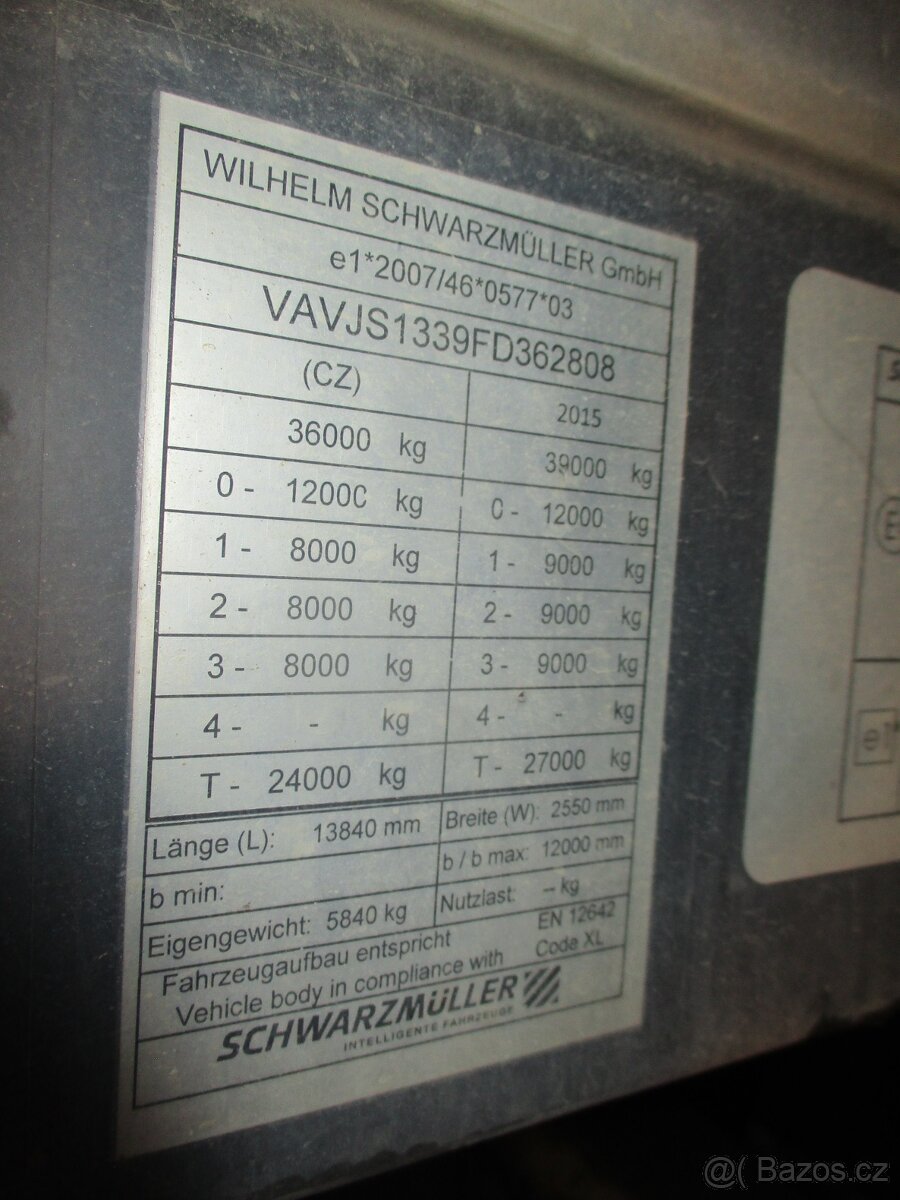 WILHELM SCHWARZMÜLLER GmbH
e1*2007/46*0577*03
VAVJS1339FD362808
(CZ) 2015
36000 kg 39000 kg
0 - 12000 kg 0 - 12000 kg
1 - 8000 kg 1 - 9000 kg
2 - 8000 kg 2 - 9000 kg
3 - 8000 kg 3 - 9000 kg
4 - - kg 4 - - kg
T - 24000 kg T - 27000 kg
Länge (L): 13840 mm Breite (W): 2550 mm
b min: b / b max: 12000 mm
Eigengewicht: 5840 kg Nutzlast: -- kg
Fahrzeugaufbau entspricht EN 12642
Vehicle body in compliance with Code XL
SCHWARZMÜLLER
INTELLIGENTE FAHRZEUGE
@( Bazos.cz